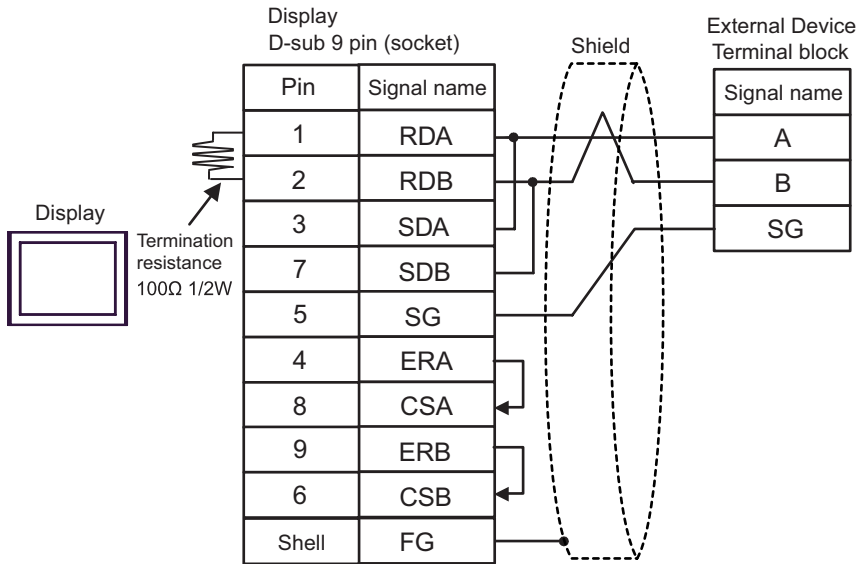 Display
D-sub 9 pin (socket)
Shield
External Device
Terminal block
Pin Signal name
Signal name
1 RDA
A
2 RDB
B
3 SDA
SG
7 SDB
5 SG
4 ERA
8 CSA
9 ERB
6 CSB
Shell FG
Display
Termination
resistance
100Ω 1/2W